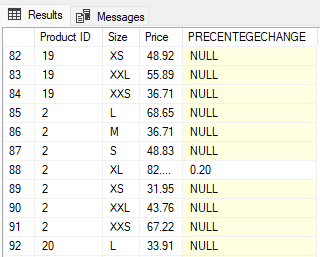 Results Messages
Product ID Size Price PRECENTEGECHANGE
82 19 XS 48.92 NULL
83 19 XXL 55.89 NULL
84 19 XXS 36.71 NULL
85 2 L 68.65 NULL
86 2 M 36.71 NULL
87 2 S 48.83 NULL
88 2 XL 82.... 0.20
89 2 XS 31.95 NULL
90 2 XXL 43.76 NULL
91 2 XXS 67.22 NULL
92 20 L 33.91 NULL